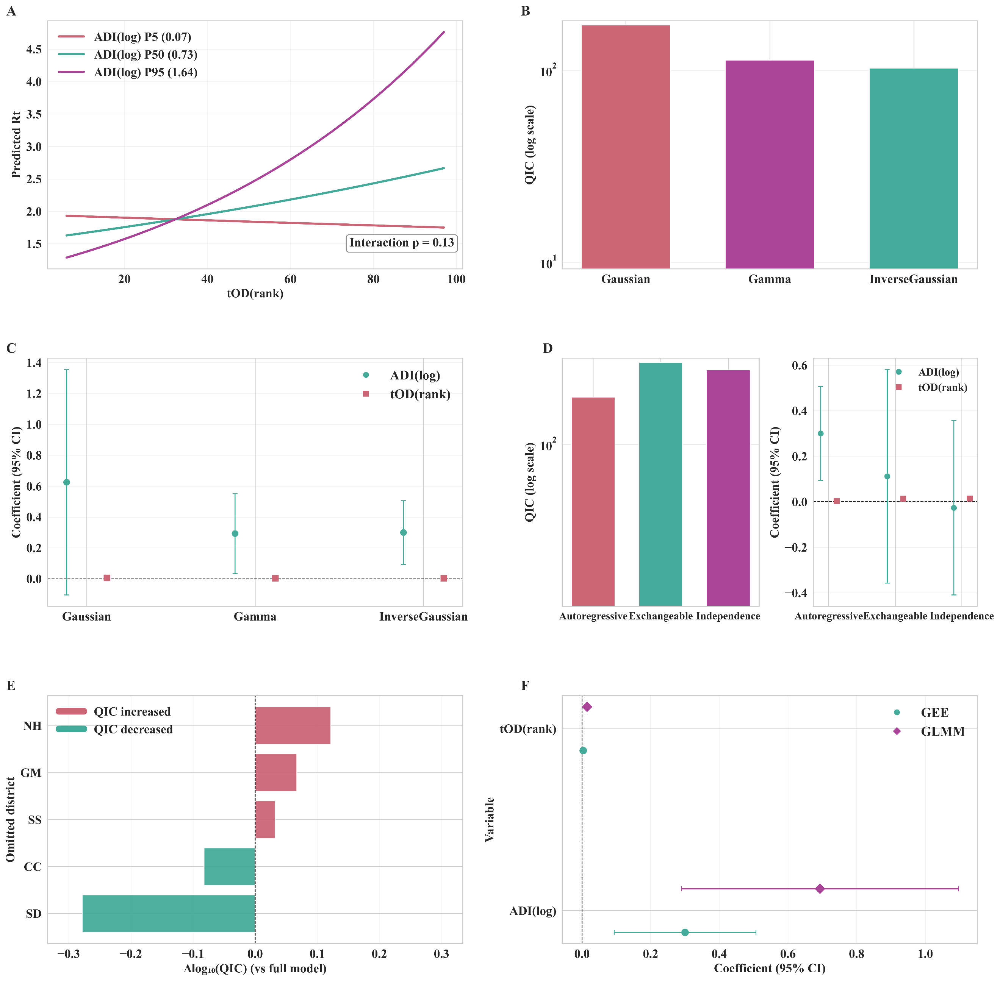 A
ADI(log) P5 (0.07)
ADI(log) P50 (0.73)
ADI(log) P95 (1.64)
Predicted Rt
4.5
4.0
3.5
3.0
2.5
2.0
1.5
Interaction p = 0.13
20 40 60 80 100
tOD(rank)
B
QIC (log scale)
10²
10¹
Gaussian Gamma InverseGaussian
C
Coefficient (95% CI)
1.4
1.2
1.0
0.8
0.6
0.4
0.2
0.0
ADI(log)
tOD(rank)
Gaussian Gamma InverseGaussian
D
QIC (log scale)
10²
Autoregressive Exchangeable Independence
Coefficient (95% CI)
0.6
0.4
0.2
0.0
−0.2
−0.4
ADI(log)
tOD(rank)
Autoregressive Exchangeable Independence
E
QIC increased
QIC decreased
Omitted district
NH
GM
SS
CC
SD
−0.3 −0.2 −0.1 0.0 0.1 0.2 0.3
Δlog₁₀(QIC) (vs full model)
F
GEE
GLMM
Variable
tOD(rank)
ADI(log)
0.0 0.2 0.4 0.6 0.8 1.0
Coefficient (95% CI)